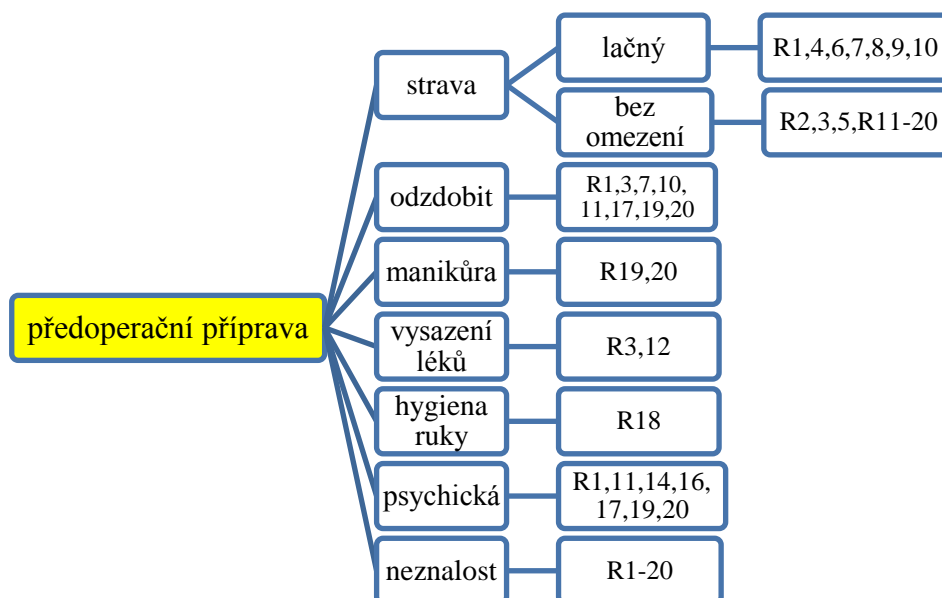 předoperační příprava
strava
lačný
R1,4,6,7,8,9,10
bez
omezení
R2,3,5,R11-20
odzdobit
R1,3,7,10,
11,17,19,20
manikůra
R19,20
vysazení
léků
R3,12
hygiena
ruky
R18
psychická
R1,11,14,16,
17,19,20
neznalost
R1-20